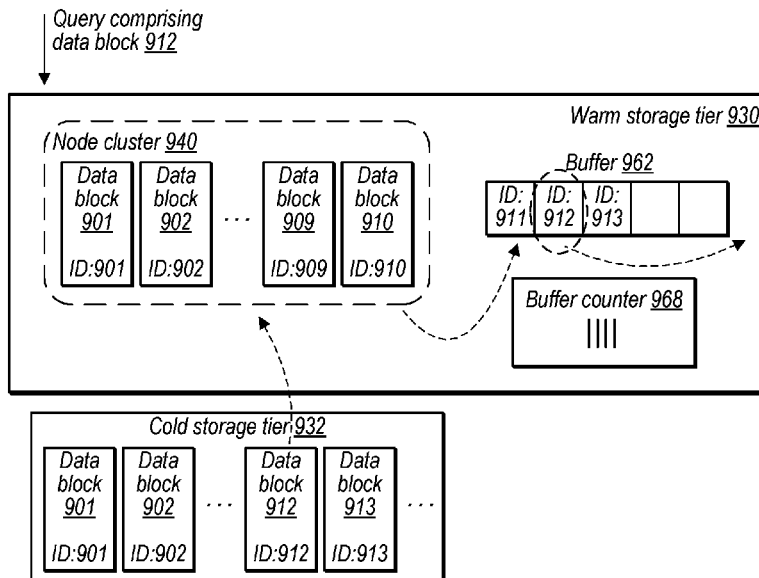 Query comprising
data block 912
Warm storage tier 930
Node cluster 940
Data
block
901
ID:901
Data
block
902
ID:902
...
Data
block
909
ID:909
Data
block
910
ID:910
Buffer 962
ID:
911
ID:
912
ID:
913
Buffer counter 968
||||
Cold storage tier 932
Data
block
901
ID:901
Data
block
902
ID:902
...
Data
block
912
ID:912
Data
block
913
ID:913
...